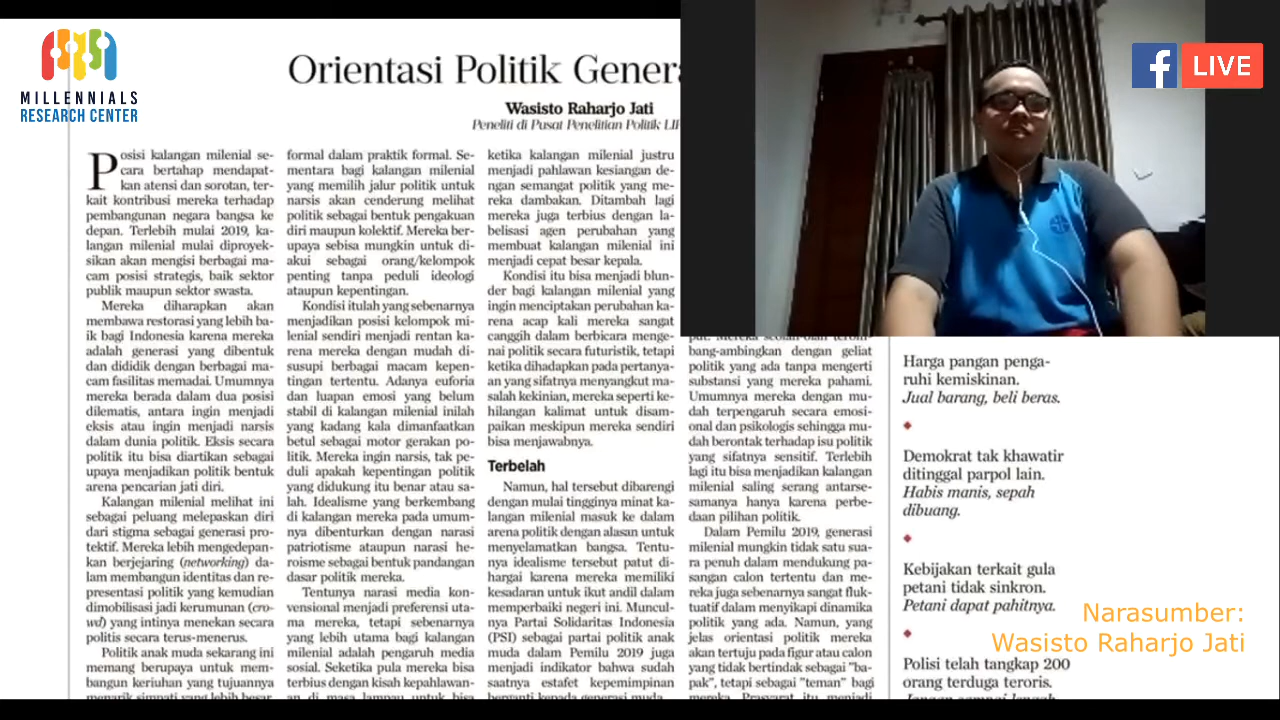 MILLENNIALS
RESEARCH CENTER
LIVE
Orientasi Politik Genera
Wasisto Raharjo Jati
Peneliti di Pusat Penelitian Politik LIP
Posisi kalangan milenial se-
cara bertahap mendapat-
kan atensi dan sorotan, ter-
kait kontribusi mereka terhadap
pembangunan negara bangsa ke
depan. Terlebih mulai 2019, ka-
langan milenial mulai diproyek-
sikan akan mengisi berbagai ma-
cam posisi strategis, baik sektor
publik maupun sektor swasta.
Mereka diharapkan akan
membawa restorasi yang lebih ba-
ik bagi Indonesia karena mereka
adalah generasi yang dibentuk
dan dididik dengan berbagai ma-
cam fasilitas memadai. Umumnya
mereka berada dalam dua posisi
dilematis, antara ingin menjadi
eksis atau ingin menjadi narsis
dalam dunia politik. Eksis secara
politik itu bisa diartikan sebagai
upaya menjadikan politik bentuk
arena pencarian jati diri.
Kalangan milenial melihat ini
sebagai peluang melepaskan diri
dari stigma sebagai generasi pro-
tektif. Mereka lebih mengedepan-
kan berjejaring (networking) da-
lam membangun identitas dan re-
presentasi politik yang kemudian
dimobilisasi jadi kerumunan (cro-
wd) yang intinya menekan secara
politis secara terus-menerus.
Politik anak muda sekarang ini
memang berupaya untuk mem-
bangun keriuhan yang tujuannya
menarik simpati yang lebih besar
formal dalam praktik formal. Se-
mentara bagi kalangan milenial
yang memilih jalur politik untuk
narsis akan cenderung melihat
politik sebagai bentuk pengakuan
diri maupun kolektif. Mereka ber-
upaya sebisa mungkin untuk di-
akui sebagai orang/kelompok
penting tanpa peduli ideologi
ataupun kepentingan.
Kondisi itulah yang sebenarnya
menjadikan posisi kelompok mi-
lenial sendiri menjadi rentan ka-
rena mereka dengan mudah di-
susupi berbagai macam kepen-
tingan tertentu. Adanya euforia
dan luapan emosi yang belum
stabil di kalangan milenial inilah
yang kadang kala dimanfaatkan
betul sebagai motor gerakan po-
litik. Mereka ingin narsis, tak pe-
duli apakah kepentingan politik
yang didukung itu benar atau sa-
lah. Idealisme yang berkembang
di kalangan mereka pada umum-
nya dibenturkan dengan narasi
patriotisme ataupun narasi he-
roisme sebagai bentuk pandangan
dasar politik mereka.
Tentunya narasi media kon-
vensional menjadi preferensi uta-
ma mereka, tetapi sebenarnya
yang lebih utama bagi kalangan
milenial adalah pengaruh media
sosial. Seketika pula mereka bisa
terbius dengan kisah kepahlawan-
an di masa lampau untuk bisa
ketika kalangan milenial justru
menjadi pahlawan kesiangan de-
ngan semangat politik yang me-
reka dambakan. Ditambah lagi
mereka juga terbius dengan la-
belisasi agen perubahan yang
membuat kalangan milenial ini
menjadi cepat besar kepala.
Kondisi itu bisa menjadi blun-
der bagi kalangan milenial yang
ingin menciptakan perubahan ka-
rena acap kali mereka sangat
canggih dalam berbicara menge-
nai politik secara futuristik, tetapi
ketika dihadapkan pada pertanya-
an yang sifatnya menyangkut ma-
salah kekinian, mereka seperti ke-
hilangan kalimat untuk disam-
paikan meskipun mereka sendiri
bisa menjawabnya.
Terbelah
Namun, hal tersebut dibarengi
dengan mulai tingginya minat ka-
langan milenial masuk ke dalam
arena politik dengan alasan untuk
menyelamatkan bangsa. Tentu-
nya idealisme tersebut patut di-
hargai karena mereka memiliki
kesadaran untuk ikut andil dalam
memperbaiki negeri ini. Muncul-
nya Partai Solidaritas Indonesia
(PSI) sebagai partai politik anak
muda dalam Pemilu 2019 juga
menjadi indikator bahwa sudah
saatnya estafet kepemimpinan
berganti kepada generasi muda.
bang-ambingkan dengan geliat
politik yang ada tanpa mengerti
substansi yang mereka pahami.
Umumnya mereka dengan mu-
dah terpengaruh secara emosi-
onal dan psikologis sehingga mu-
dah berontak terhadap isu politik
yang sifatnya sensitif. Terlebih
lagi itu bisa menjadikan kalangan
milenial saling serang antarse-
samanya hanya karena perbe-
daan pilihan politik.
Dalam Pemilu 2019, generasi
milenial mungkin tidak satu sua-
ra penuh dalam mendukung pa-
sangan calon tertentu dan me-
reka juga sebenarnya sangat fluk-
tuatif dalam menyikapi dinamika
politik yang ada. Namun, yang
jelas orientasi politik mereka
akan tertuju pada figur atau calon
yang tidak bertindak sebagai "ba-
pak", tetapi sebagai "teman" bagi
mereka. Prasyarat itu menjadi
Harga pangan penga-
ruhi kemiskinan.
Jual barang, beli beras.
Demokrat tak khawatir
ditinggal parpol lain.
Habis manis, sepah
dibuang.
Kebijakan terkait gula
petani tidak sinkron.
Petani dapat pahitnya.
Polisi telah tangkap 200
orang terduga teroris.
Narasumber:
Wasisto Raharjo Jati